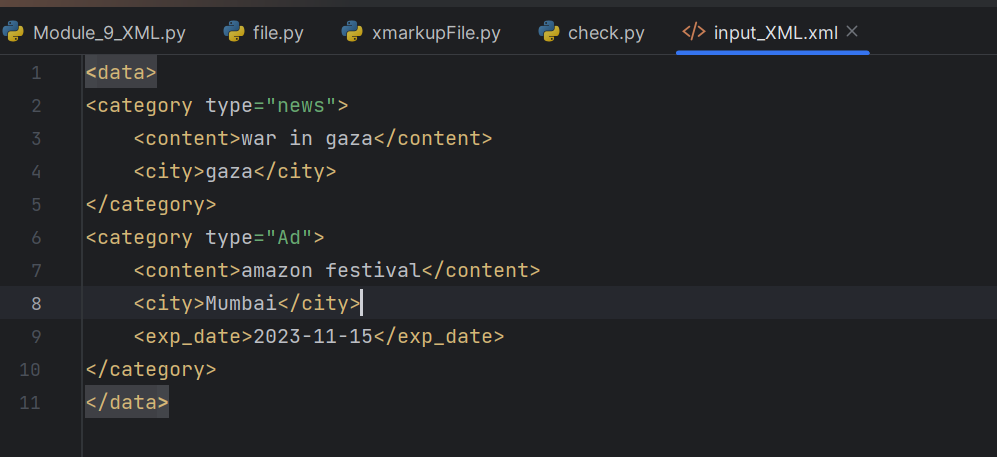 Module_9_XML.py file.py xmarkupFile.py check.py </> input_XML.xml ×
1 <data>
2 <category type="news">
3     <content>war in gaza</content>
4     <city>gaza</city>
5 </category>
6 <category type="Ad">
7     <content>amazon festival</content>
8     <city>Mumbai</city>
9     <exp_date>2023-11-15</exp_date>
10 </category>
11 </data>